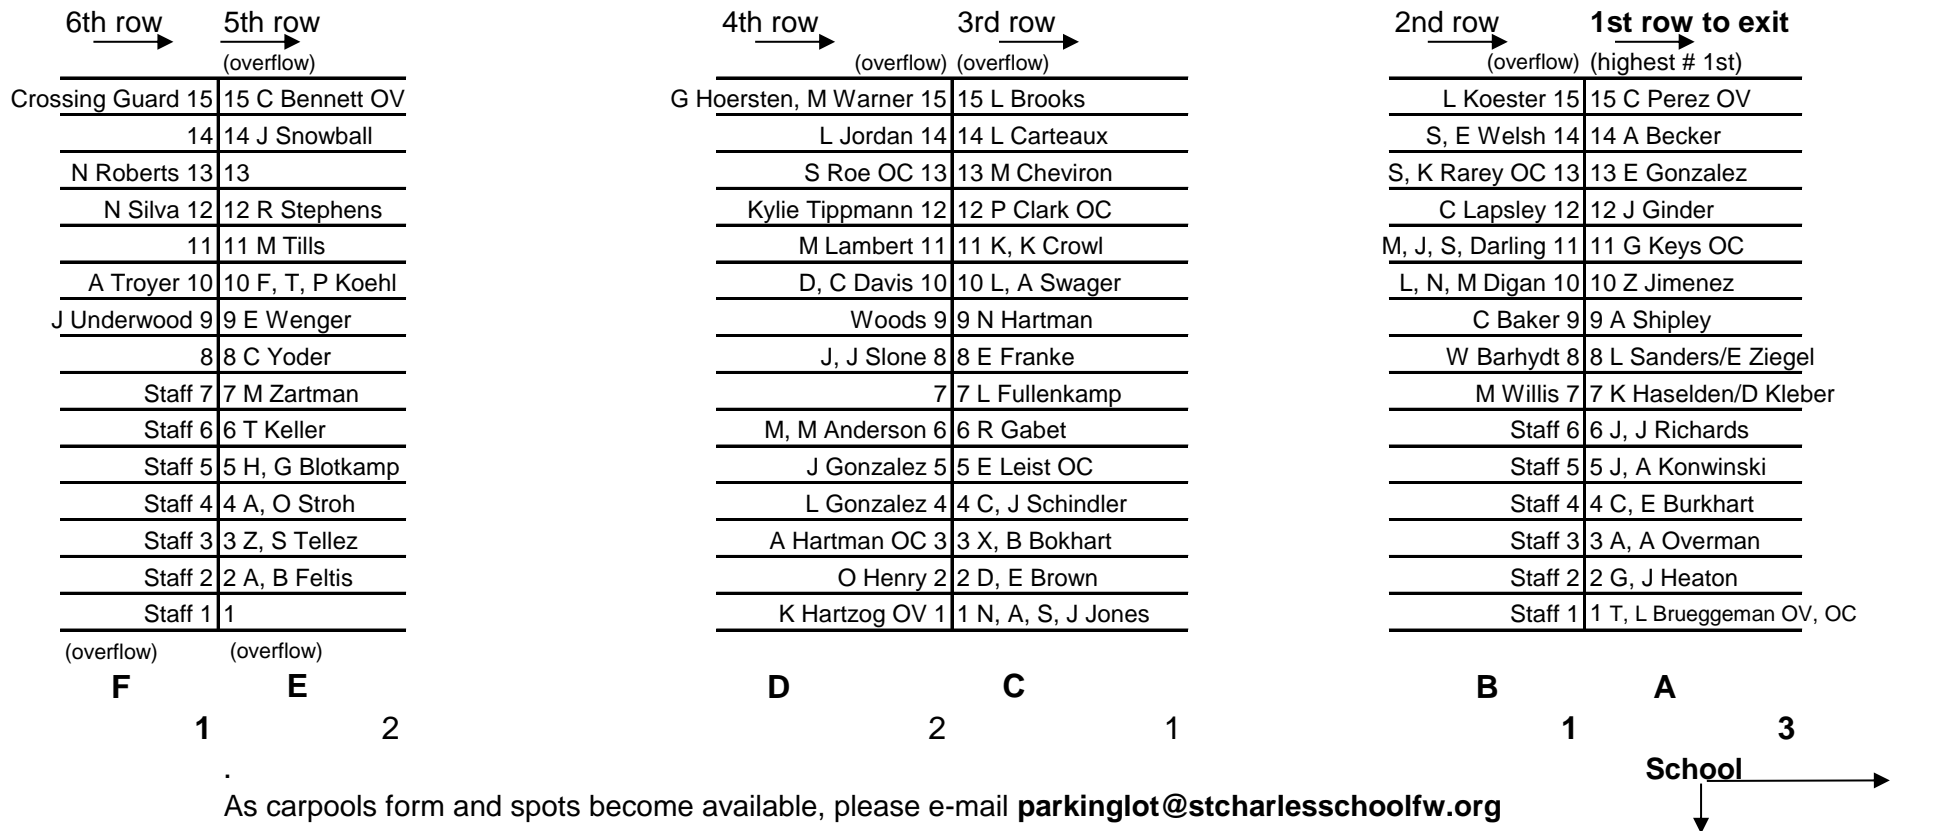 6th row 5th row 4th row 3rd row 2nd row 1st row to exit
(overflow) (overflow) (overflow) (overflow) (highest # 1st)
Crossing Guard 15 15 C Bennett OV G Hoersten, M Warner 15 15 L Brooks L Koester 15 15 C Perez OV
14 14 J Snowball L Jordan 14 14 L Carteaux S, E Welsh 14 14 A Becker
N Roberts 13 13 S Roe OC 13 13 M Cheviron S, K Rarey OC 13 13 E Gonzalez
N Silva 12 12 R Stephens Kylie Tippmann 12 12 P Clark OC C Lapsley 12 12 J Ginder
11 11 M Tills M Lambert 11 11 K, K Crowl M, J, S, Darling 11 11 G Keys OC
A Troyer 10 10 F, T, P Koehl D, C Davis 10 10 L, A Swager L, N, M Digan 10 10 Z Jimenez
J Underwood 9 9 E Wenger Woods 9 9 N Hartman C Baker 9 9 A Shipley
8 8 C Yoder J, J Slone 8 8 E Franke W Barhydt 8 8 L Sanders/E Ziegel
Staff 7 7 M Zartman 7 7 L Fullenkamp M Willis 7 7 K Haselden/D Kleber
Staff 6 6 T Keller M, M Anderson 6 6 R Gabet Staff 6 6 J, J Richards
Staff 5 5 H, G Blotkamp J Gonzalez 5 5 E Leist OC Staff 5 5 J, A Konwinski
Staff 4 4 A, O Stroh L Gonzalez 4 4 C, J Schindler Staff 4 4 C, E Burkhart
Staff 3 3 Z, S Tellez A Hartman OC 3 3 X, B Bokhart Staff 3 3 A, A Overman
Staff 2 2 A, B Feltis O Henry 2 2 D, E Brown Staff 2 2 G, J Heaton
Staff 1 1 K Hartzog OV 1 1 N, A, S, J Jones Staff 1 1 T, L Brueggeman OV, OC
(overflow) (overflow)
F E D C B A
1 2 2 1 1 3
. School
As carpools form and spots become available, please e-mail parkinglot@stcharlesschoolfw.org